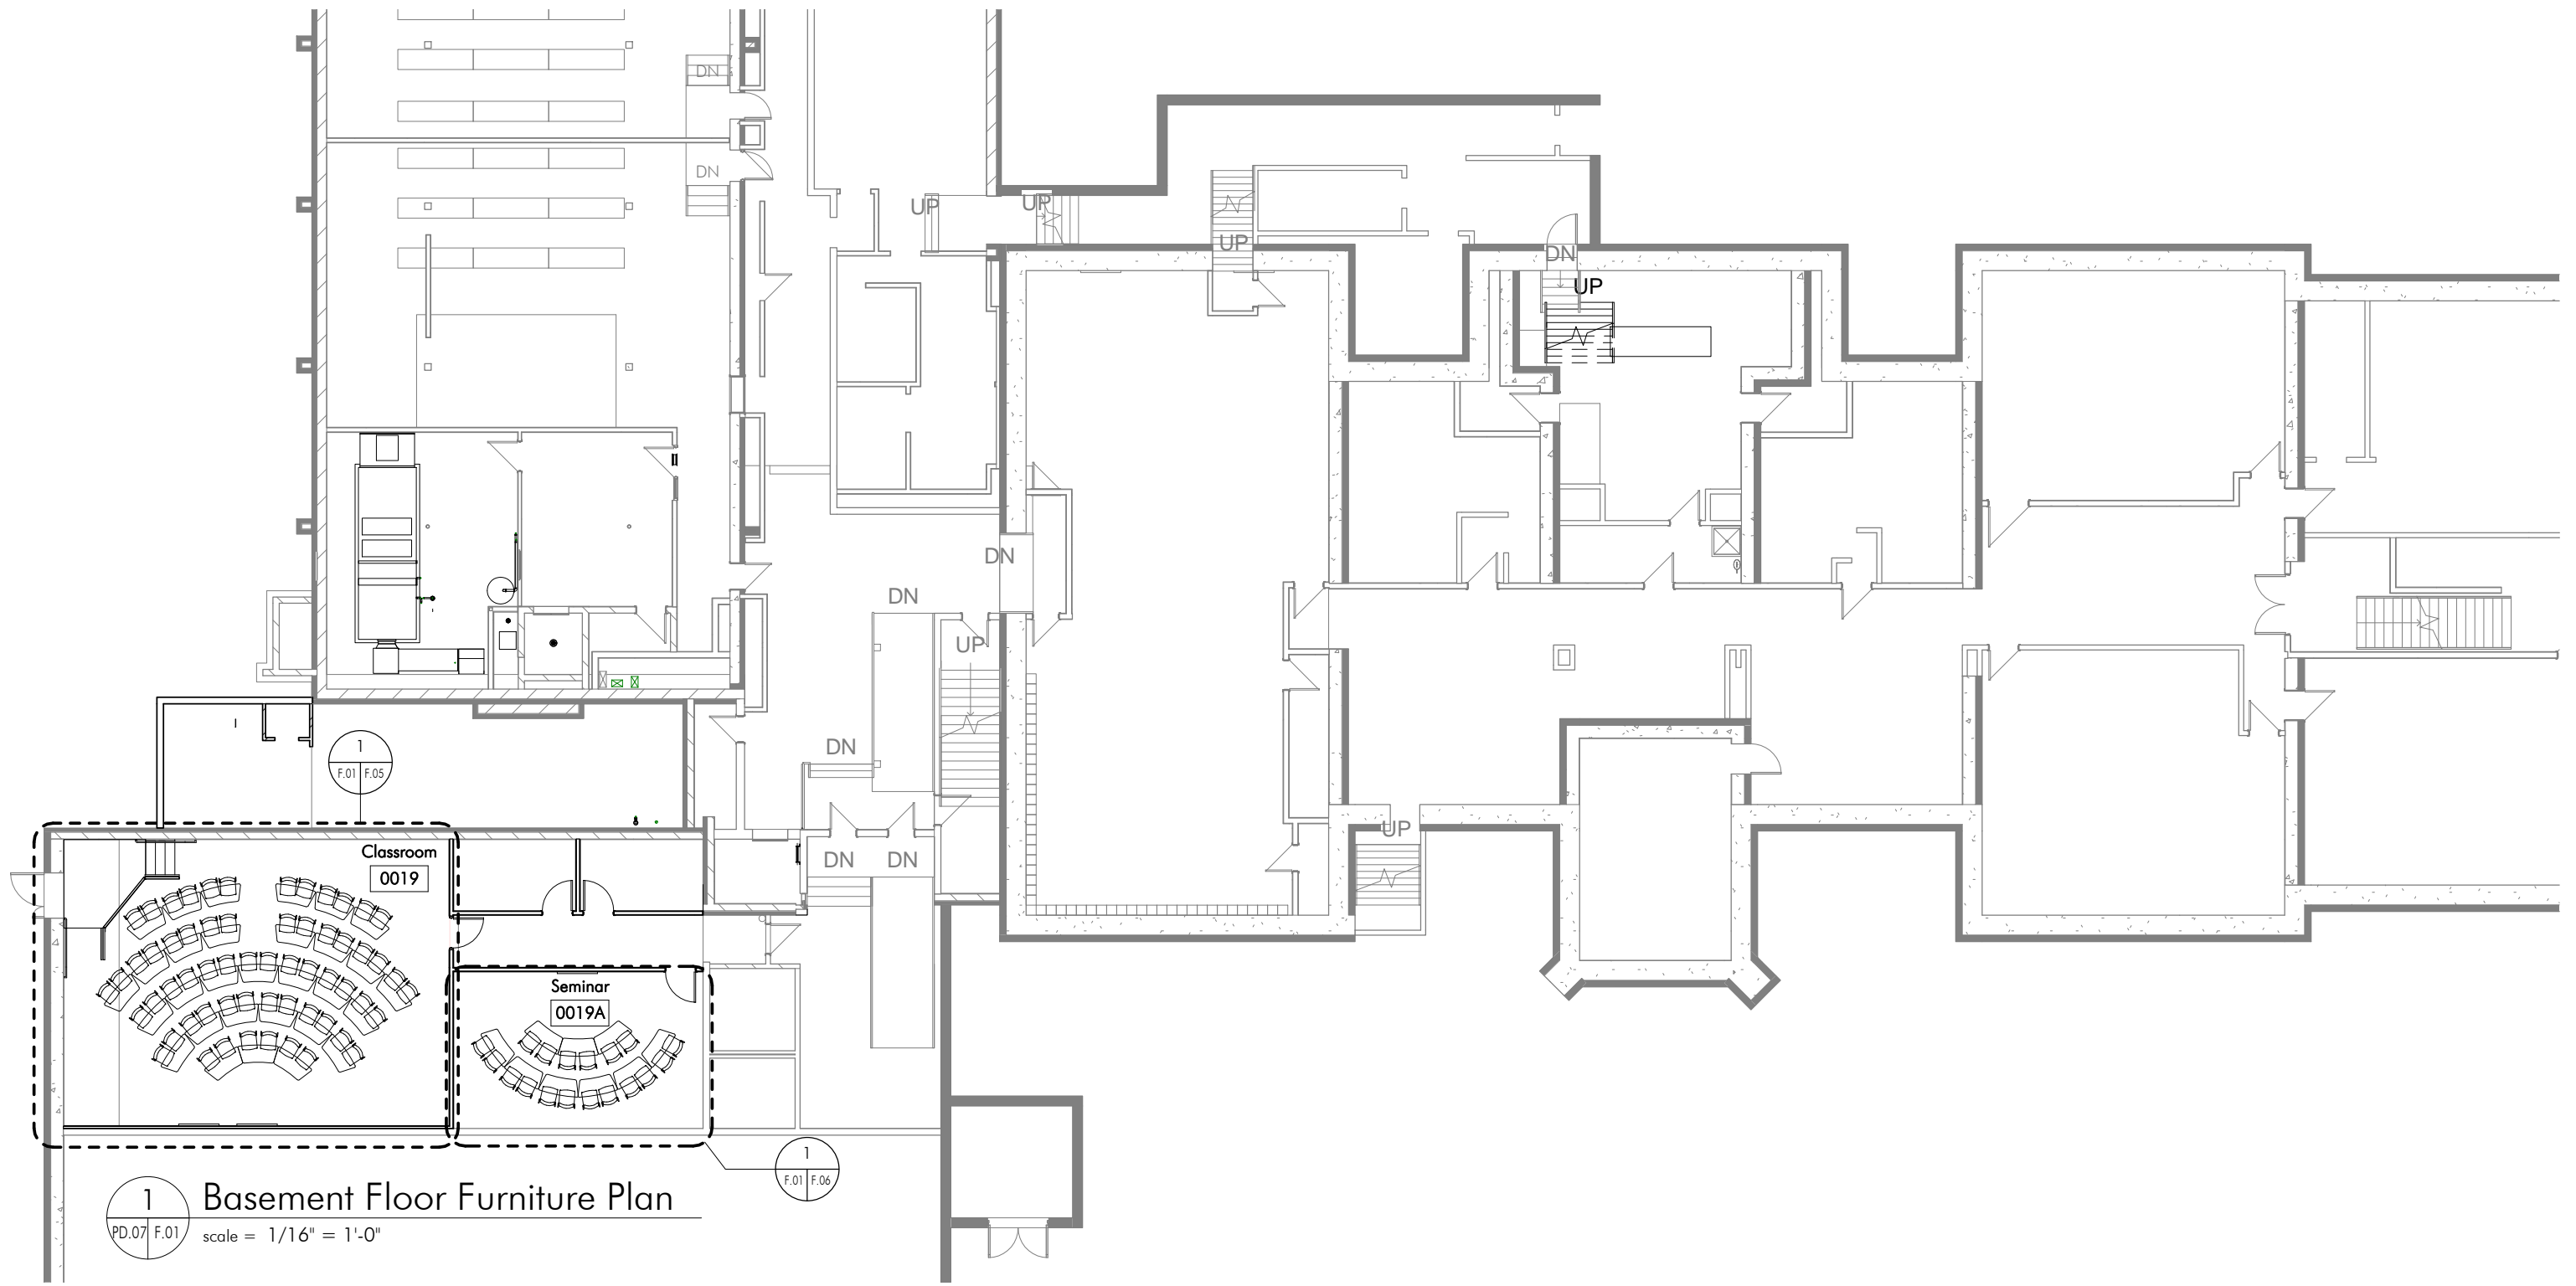 DN
DN
UP
UP
UP
DN
UP
DN
DN
UP
DN
1
F.01 F.05
UP
Classroom
0019
DN
DN
Seminar
0019A
1
F.01 F.06
1
PD.07 F.01
Basement Floor Furniture Plan
scale = 1/16" = 1'-0"